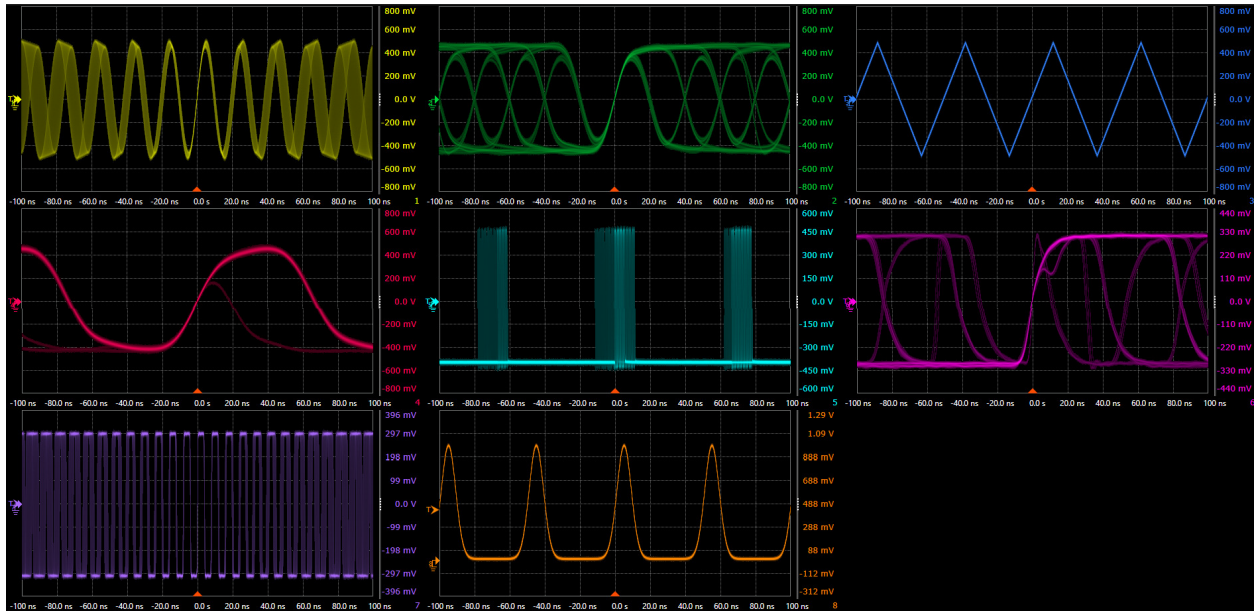 800 mV
600 mV
400 mV
200 mV
T
0.0 V
-200 mV
-400 mV
-600 mV
-800 mV
-100 ns -80.0 ns -60.0 ns -40.0 ns -20.0 ns 0.0 s 20.0 ns 40.0 ns 60.0 ns 80.0 ns 100 ns
1
800 mV
600 mV
400 mV
200 mV
0.0 V
-200 mV
-400 mV
-600 mV
-800 mV
-100 ns -80.0 ns -60.0 ns -40.0 ns -20.0 ns 0.0 s 20.0 ns 40.0 ns 60.0 ns 80.0 ns 100 ns
2
800 mV
600 mV
400 mV
200 mV
T
0.0 V
-200 mV
-400 mV
-600 mV
-800 mV
-100 ns -80.0 ns -60.0 ns -40.0 ns -20.0 ns 0.0 s 20.0 ns 40.0 ns 60.0 ns 80.0 ns 100 ns
3
800 mV
600 mV
400 mV
200 mV
T
0.0 V
-200 mV
-400 mV
-600 mV
-800 mV
-100 ns -80.0 ns -60.0 ns -40.0 ns -20.0 ns 0.0 s 20.0 ns 40.0 ns 60.0 ns 80.0 ns 100 ns
4
600 mV
450 mV
300 mV
150 mV
T
0.0 V
-150 mV
-300 mV
-450 mV
-600 mV
-100 ns -80.0 ns -60.0 ns -40.0 ns -20.0 ns 0.0 s 20.0 ns 40.0 ns 60.0 ns 80.0 ns 100 ns
5
440 mV
330 mV
220 mV
110 mV
T
0.0 V
-110 mV
-220 mV
-330 mV
-440 mV
-100 ns -80.0 ns -60.0 ns -40.0 ns -20.0 ns 0.0 s 20.0 ns 40.0 ns 60.0 ns 80.0 ns 100 ns
6
396 mV
297 mV
198 mV
99 mV
T
0.0 V
-99 mV
-198 mV
-297 mV
-396 mV
-100 ns -80.0 ns -60.0 ns -40.0 ns -20.0 ns 0.0 s 20.0 ns 40.0 ns 60.0 ns 80.0 ns 100 ns
7
1.29 V
1.09 V
888 mV
688 mV
488 mV
T
288 mV
88 mV
-112 mV
-312 mV
-100 ns -80.0 ns -60.0 ns -40.0 ns -20.0 ns 0.0 s 20.0 ns 40.0 ns 60.0 ns 80.0 ns 100 ns
8